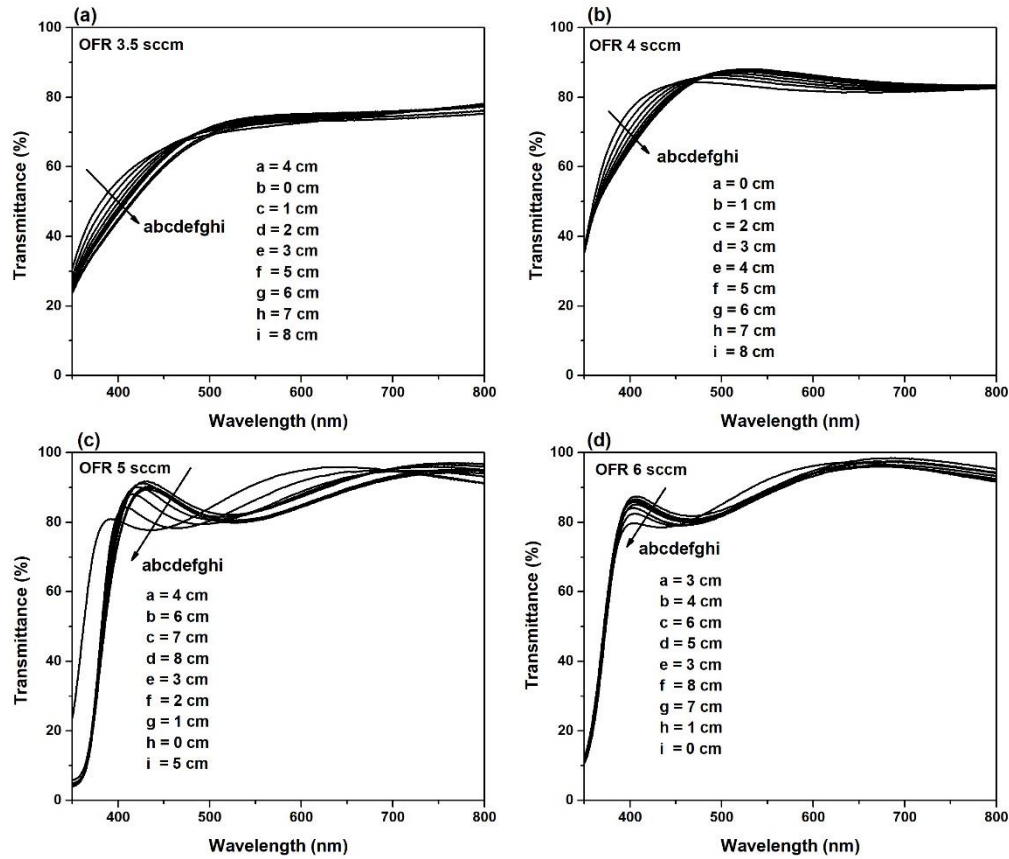 (a)
OFR 3.5 sccm
100
80
60
40
20
0
Transmittance (%)
abcdefghi
a = 4 cm
b = 0 cm
c = 1 cm
d = 2 cm
e = 3 cm
f = 5 cm
g = 6 cm
h = 7 cm
i = 8 cm
400 500 600 700 800
Wavelength (nm)
(b)
OFR 4 sccm
100
80
60
40
20
0
Transmittance (%)
abcdefghi
a = 0 cm
b = 1 cm
c = 2 cm
d = 3 cm
e = 4 cm
f = 5 cm
g = 6 cm
h = 7 cm
i = 8 cm
400 500 600 700 800
Wavelength (nm)
(c)
OFR 5 sccm
100
80
60
40
20
0
Transmittance (%)
abcdefghi
a = 4 cm
b = 6 cm
c = 7 cm
d = 8 cm
e = 3 cm
f = 2 cm
g = 1 cm
h = 0 cm
i = 5 cm
400 500 600 700 800
Wavelength (nm)
(d)
OFR 6 sccm
100
80
60
40
20
0
Transmittance (%)
abcdefghi
a = 3 cm
b = 4 cm
c = 6 cm
d = 5 cm
e = 3 cm
f = 8 cm
g = 7 cm
h = 1 cm
i = 0 cm
400 500 600 700 800
Wavelength (nm)